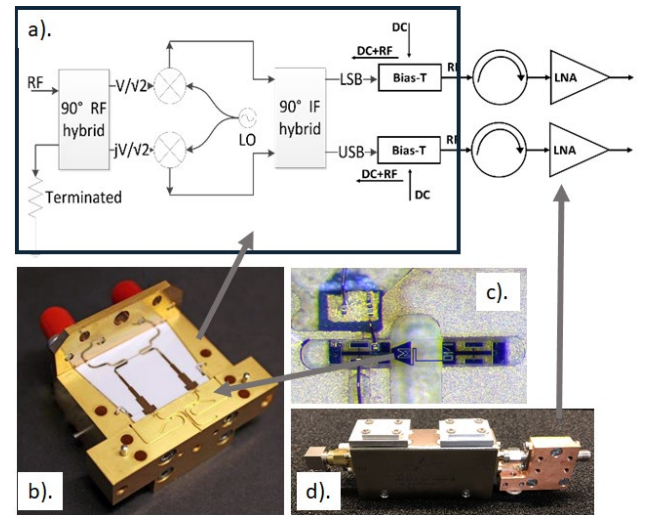 a).
DC
DC+RF
RF
V/√2
LSB
Bias-T
RF
LNA
90° RF
hybrid
LO
90° IF
hybrid
jV/√2
USB
Bias-T
RF
LNA
DC+RF
DC
Terminated
b).
c).
d).